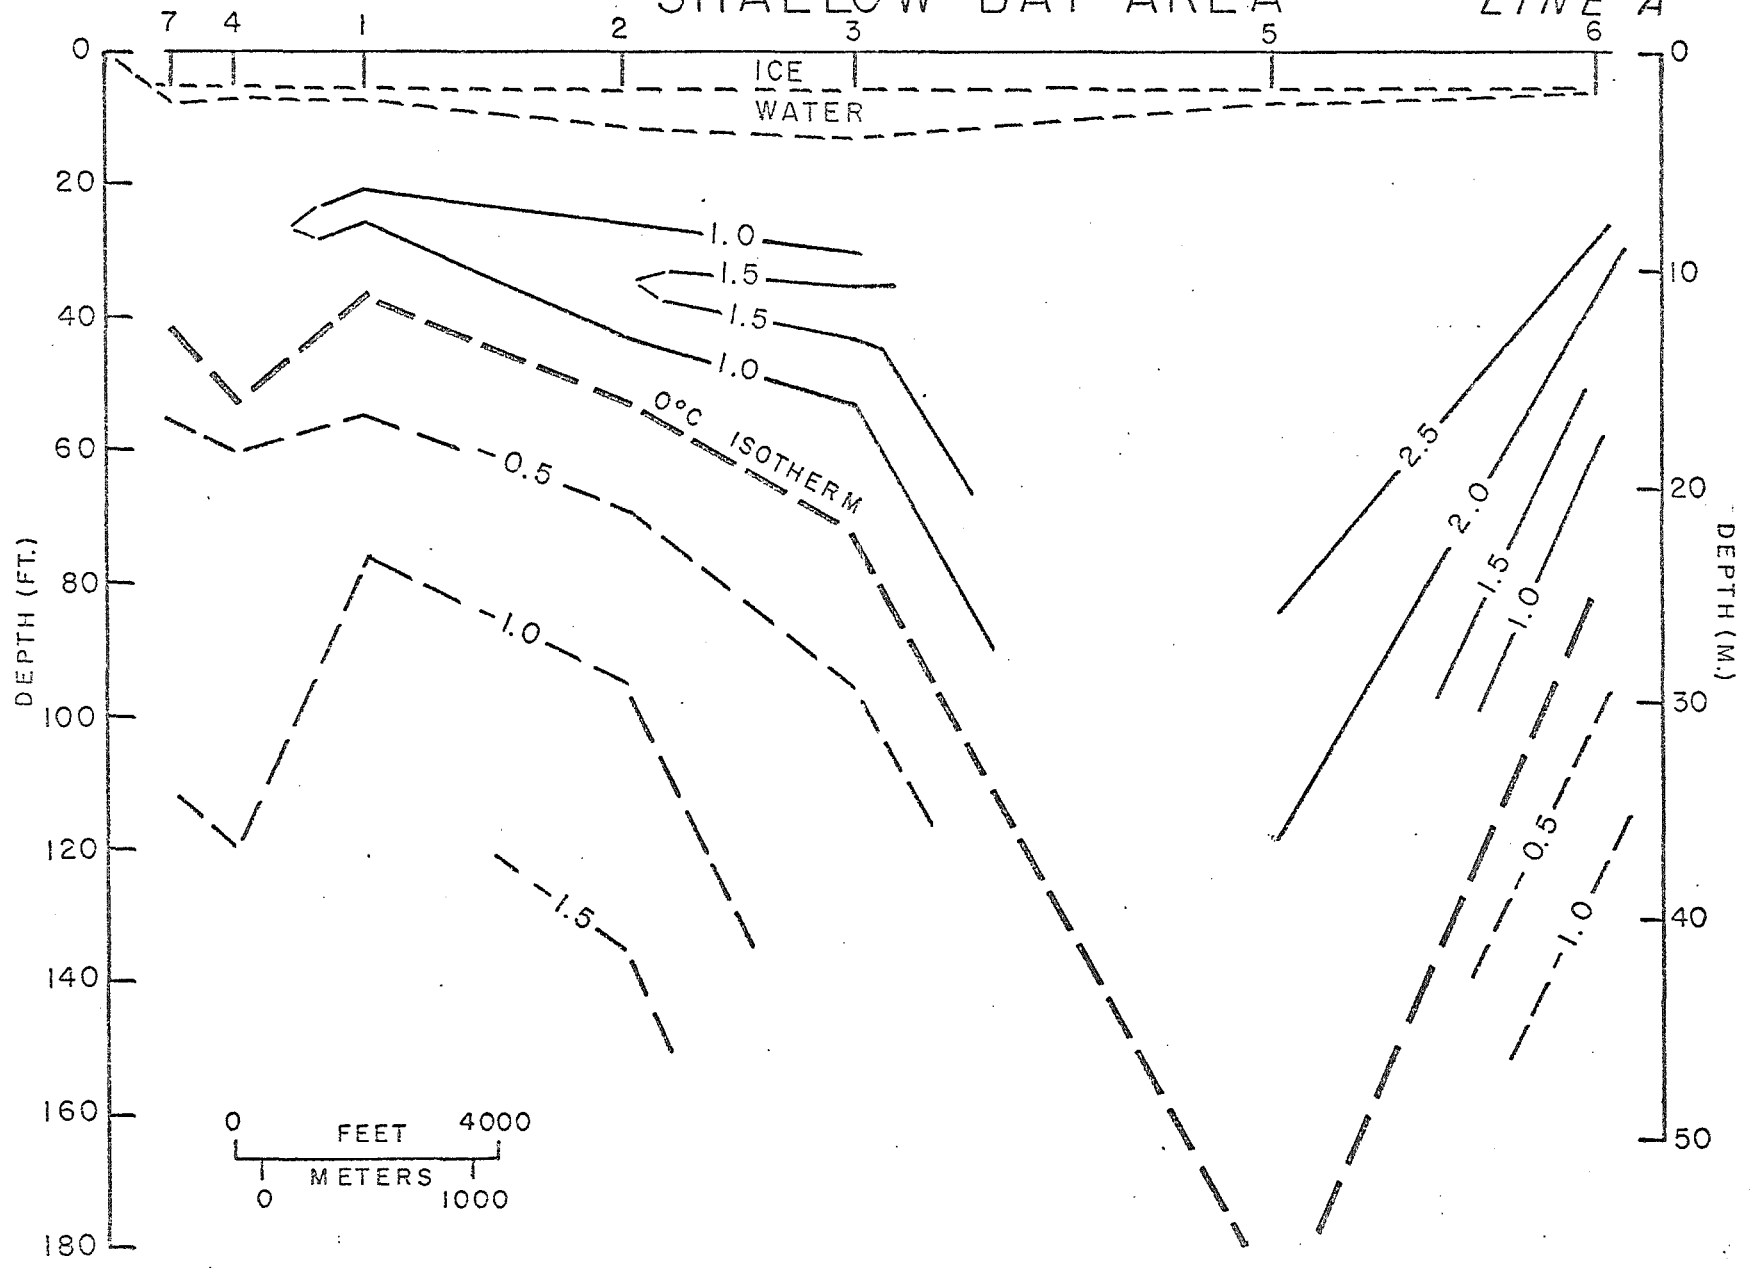 SHALLOW BAY AREA LINE A
7 4 1 2 3 5 6
0 0
ICE
WATER
20
1.0
1.5 10
40 1.5
1.0
0°C ISOTHERM
60 0.5 2.5
2.0 20
DEPTH (FT.) DEPTH (M.)
80 1.5
1.0 1.0
100 30
120 0.5
1.5 1.0 40
140
160 0 4000
FEET 50
METERS
0 1000
180